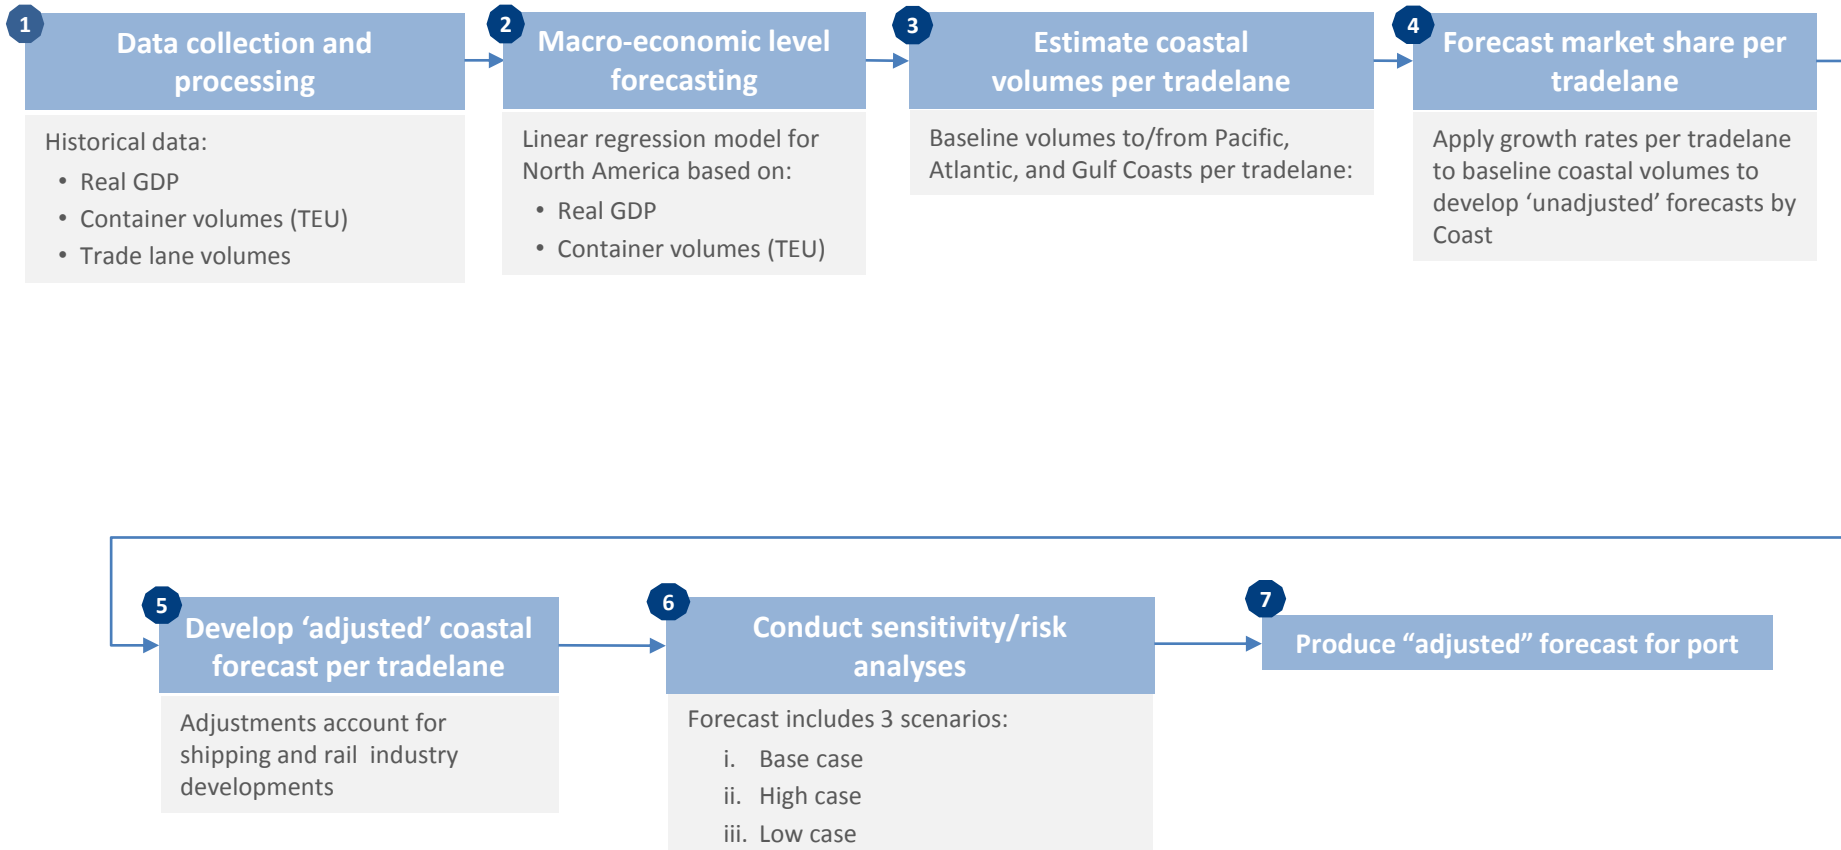 1
Data collection and
processing
Historical data:
• Real GDP
• Container volumes (TEU)
• Trade lane volumes
2
Macro-economic level
forecasting
Linear regression model for
North America based on:
• Real GDP
• Container volumes (TEU)
3
Estimate coastal
volumes per tradelane
Baseline volumes to/from Pacific,
Atlantic, and Gulf Coasts per tradelane:
4
Forecast market share per
tradelane
Apply growth rates per tradelane
to baseline coastal volumes to
develop ‘unadjusted’ forecasts by
Coast
5
Develop ‘adjusted’ coastal
forecast per tradelane
Adjustments account for
shipping and rail industry
developments
6
Conduct sensitivity/risk
analyses
Forecast includes 3 scenarios:
i. Base case
ii. High case
iii. Low case
7
Produce “adjusted” forecast for port